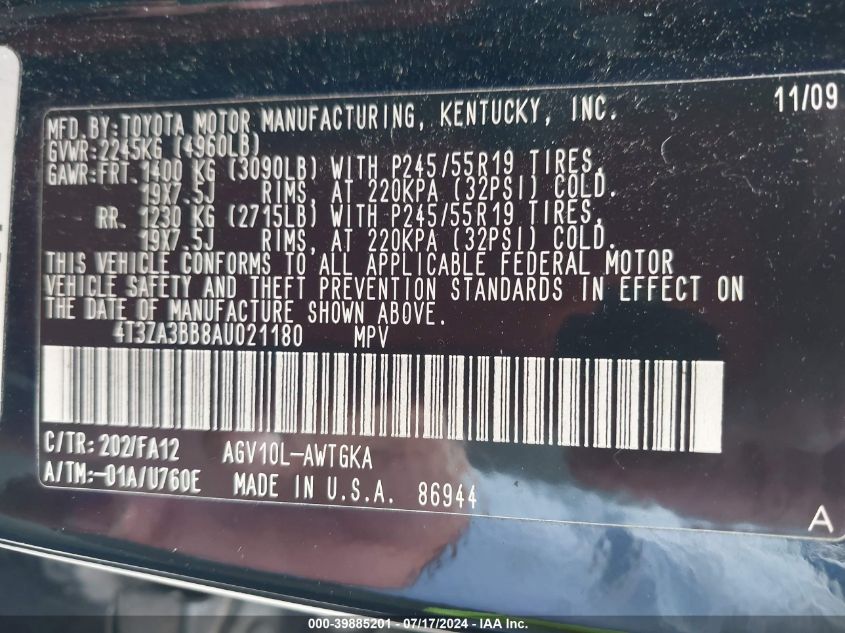 11/09
MFD.BY:TOYOTA MOTOR MANUFACTURING, KENTUCKY, INC.
GVWR:2245KG (4960LB)
GAWR:FRT.1400 KG (3090LB) WITH P245/55R19 TIRES,
19X7.5J RIMS, AT 220KPA (32PSI) COLD.
RR. 1230 KG (2715LB) WITH P245/55R19 TIRES,
19X7.5J RIMS, AT 220KPA (32PSI) COLD.
THIS VEHICLE CONFORMS TO ALL APPLICABLE FEDERAL MOTOR
VEHICLE SAFETY AND THEFT PREVENTION STANDARDS IN EFFECT ON
THE DATE OF MANUFACTURE SHOWN ABOVE.
4T3ZA3BB8AU021180 MPV
C/TR:202/FA12 AGV10L-AWTGKA
A/TM:-01A/U760E MADE IN U.S.A. 86944
A
000-39885201 - 07/17/2024 - IAA Inc.